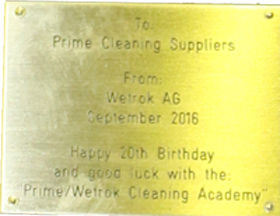 To:
Prime Cleaning Suppliers
From:
Wetrok AG
September 2016
Happy 20th Birthday
and good luck with the:
"Prime/Wetrok Cleaning Academy"